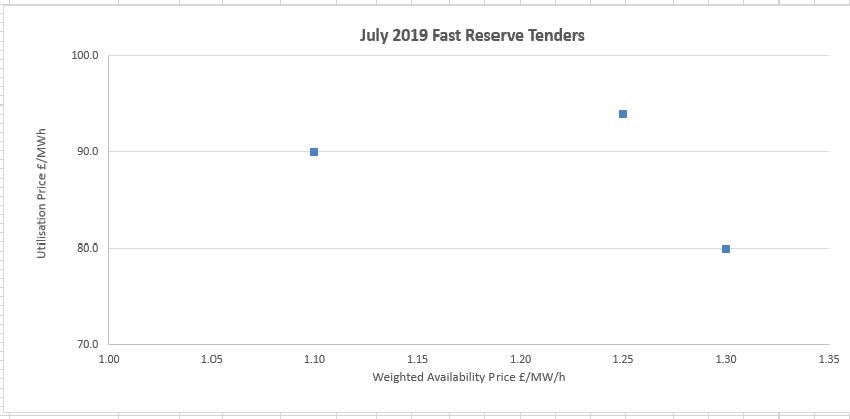 July 2019 Fast Reserve Tenders
100.0
90.0
80.0
70.0
Utilisation Price £/MWh
1.00 1.05 1.10 1.15 1.20 1.25 1.30 1.35
Weighted Availability Price £/MW/h